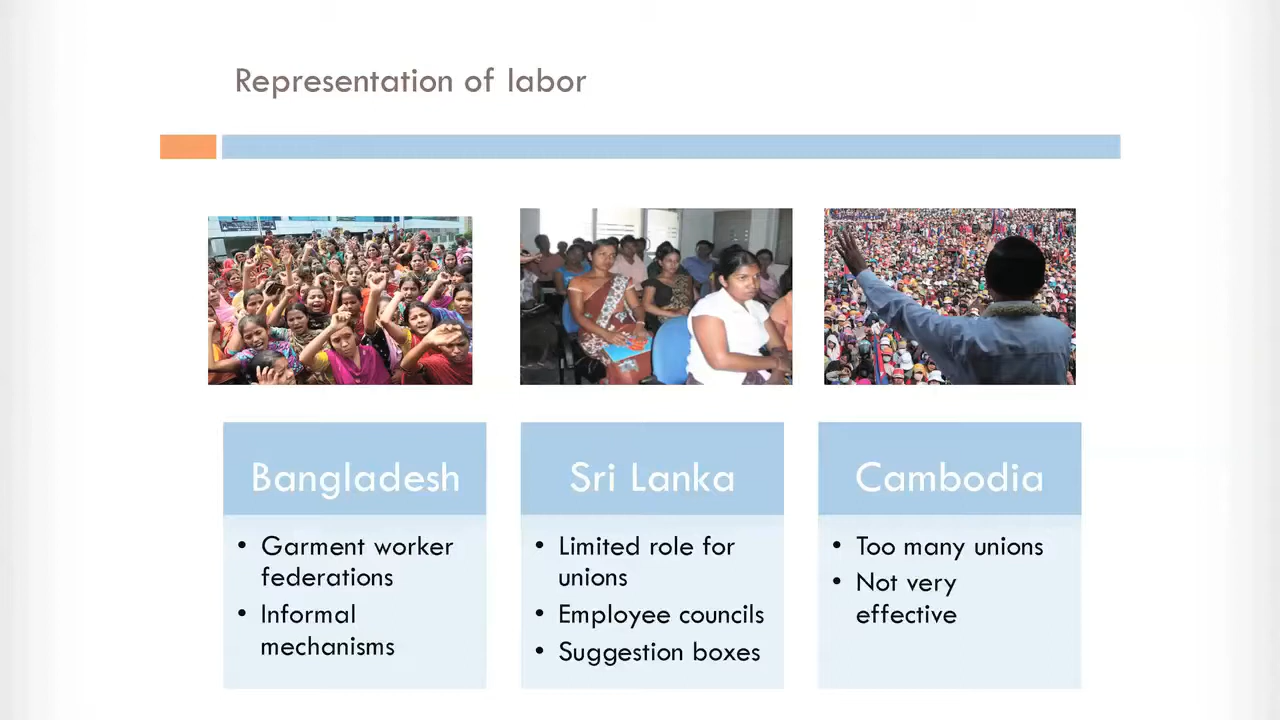 Representation of labor
Bangladesh
• Garment worker
federations
• Informal
mechanisms
Sri Lanka
• Limited role for
unions
• Employee councils
• Suggestion boxes
Cambodia
• Too many unions
• Not very
effective